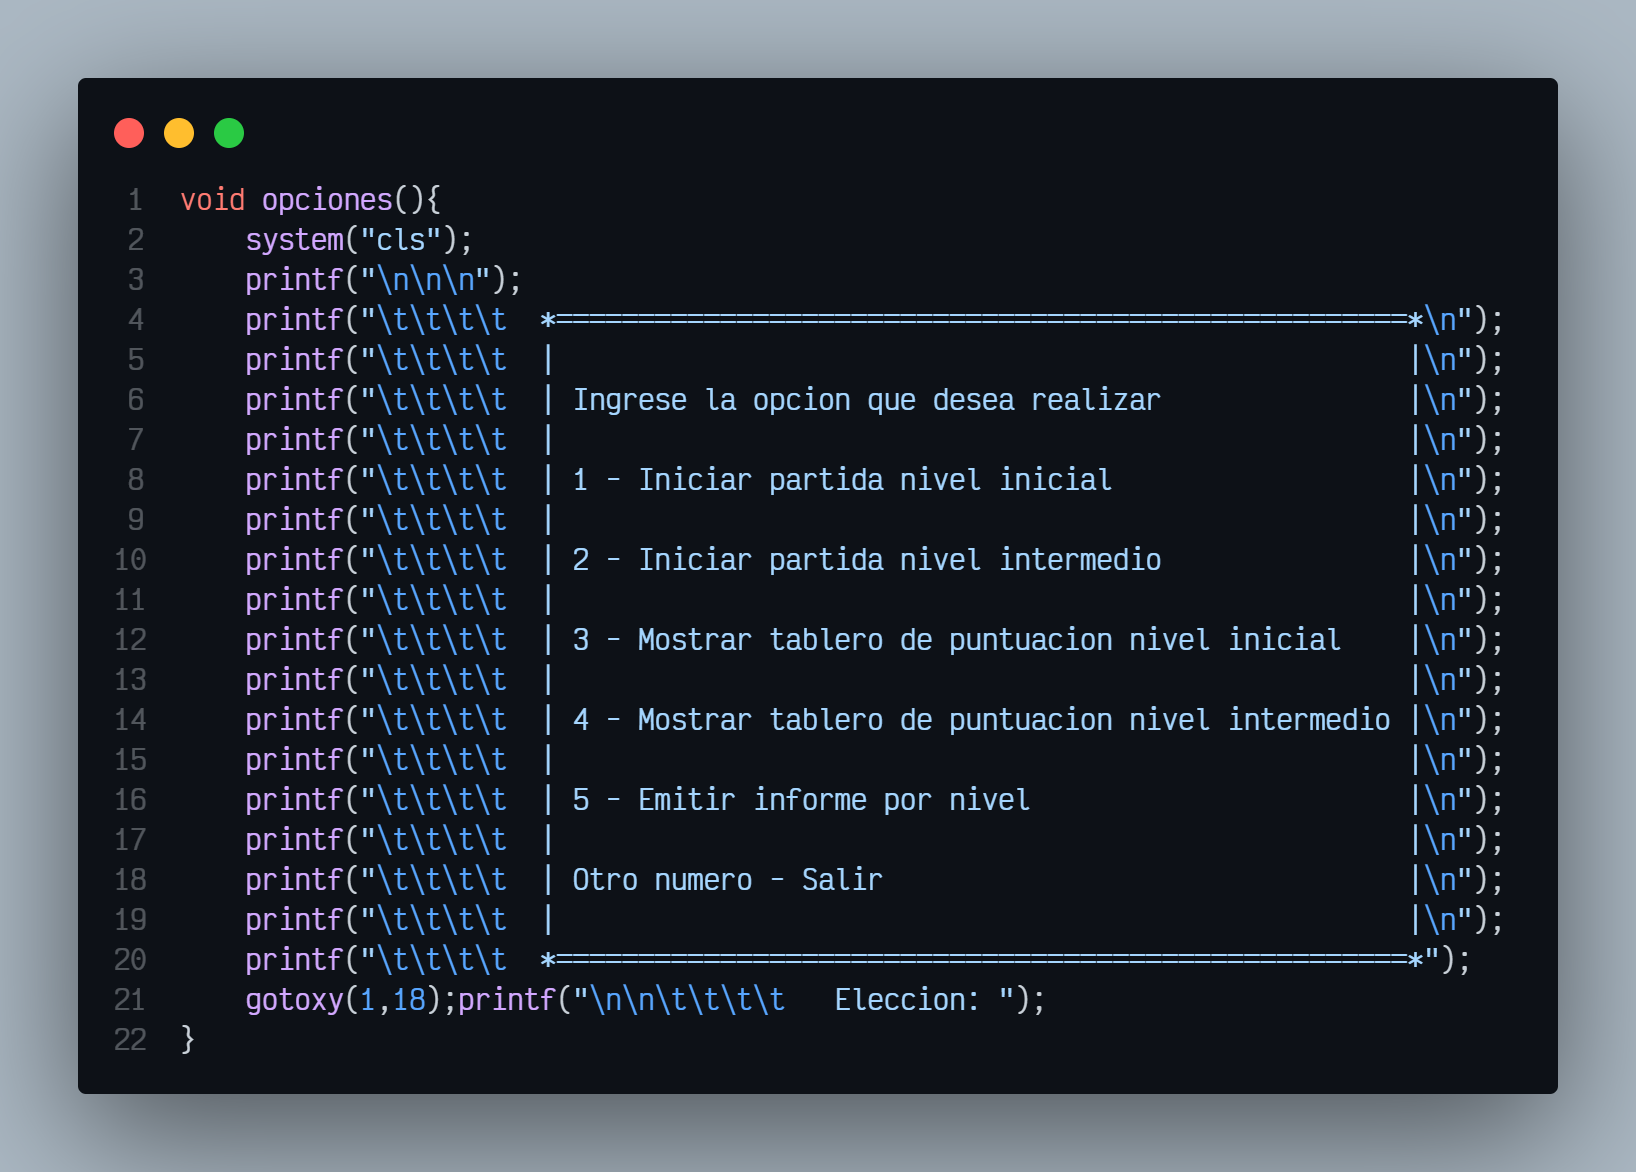 1 void opciones(){
2     system("cls");
3     printf("\n\n\n");
4     printf("\t\t\t\t  *====================================================*\n");
5     printf("\t\t\t\t  |                                                    |\n");
6     printf("\t\t\t\t  | Ingrese la opcion que desea realizar               |\n");
7     printf("\t\t\t\t  |                                                    |\n");
8     printf("\t\t\t\t  | 1 - Iniciar partida nivel inicial                  |\n");
9     printf("\t\t\t\t  |                                                    |\n");
10     printf("\t\t\t\t  | 2 - Iniciar partida nivel intermedio               |\n");
11     printf("\t\t\t\t  |                                                    |\n");
12     printf("\t\t\t\t  | 3 - Mostrar tablero de puntuacion nivel inicial    |\n");
13     printf("\t\t\t\t  |                                                    |\n");
14     printf("\t\t\t\t  | 4 - Mostrar tablero de puntuacion nivel intermedio |\n");
15     printf("\t\t\t\t  |                                                    |\n");
16     printf("\t\t\t\t  | 5 - Emitir informe por nivel                       |\n");
17     printf("\t\t\t\t  |                                                    |\n");
18     printf("\t\t\t\t  | Otro numero - Salir                                |\n");
19     printf("\t\t\t\t  |                                                    |\n");
20     printf("\t\t\t\t  *====================================================*");
21     gotoxy(1,18);printf("\n\n\t\t\t\t   Eleccion: ");
22 }